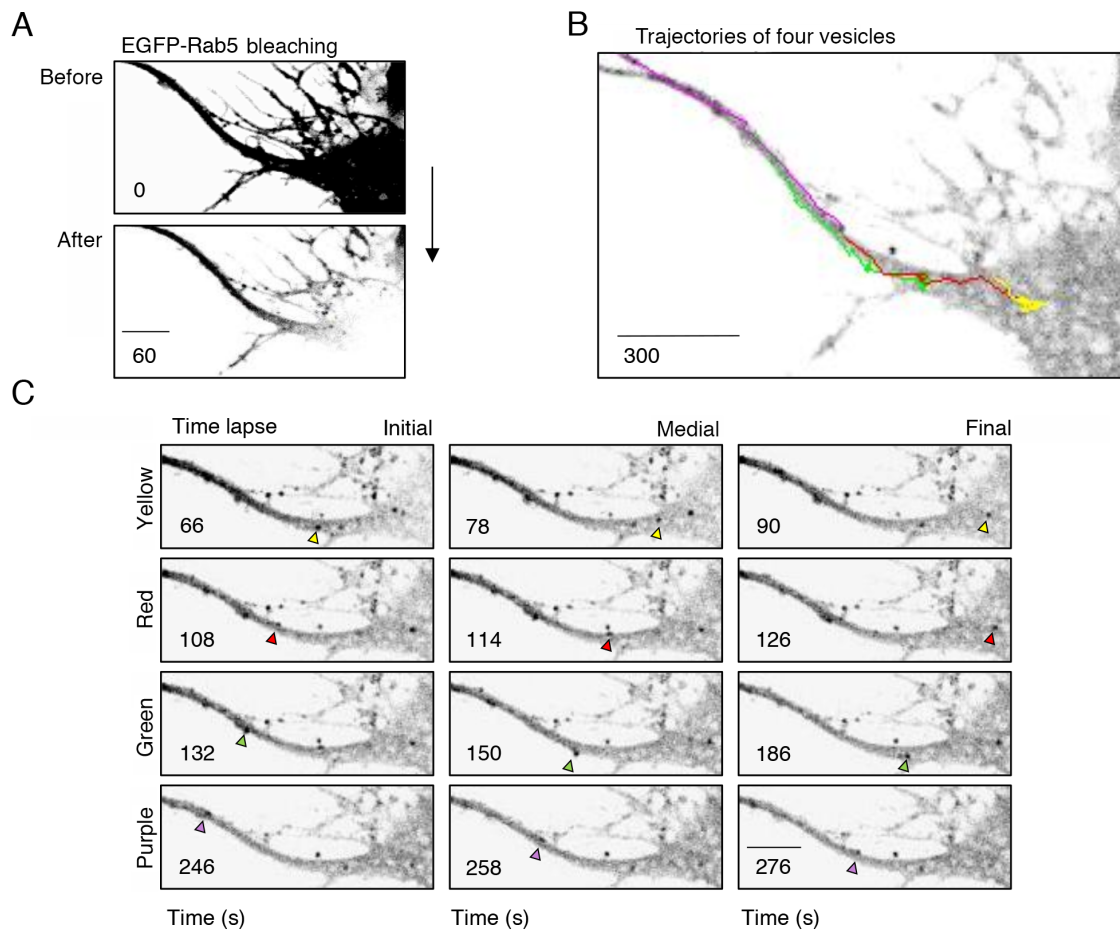 A
EGFP-Rab5 bleaching
Before
0
After
60
B
Trajectories of four vesicles
300
C
Time lapse Initial Medial Final
Yellow 66 78 90
Red 108 114 126
Green 132 150 186
Purple 246 258 276
Time (s) Time (s) Time (s)